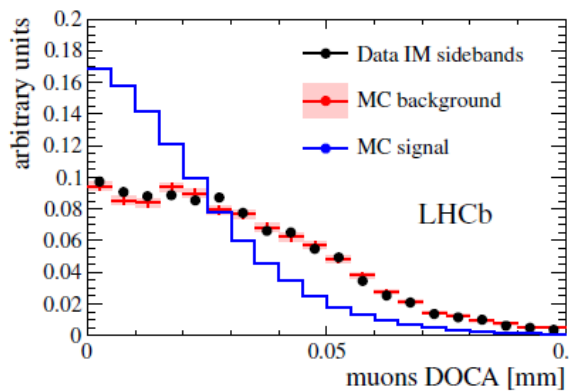 arbitrary units
0.2
0.18
0.16
0.14
0.12
0.1
0.08
0.06
0.04
0.02
0
Data IM sidebands
MC background
MC signal
LHCb
0
0.05
0.
muons DOCA [mm]